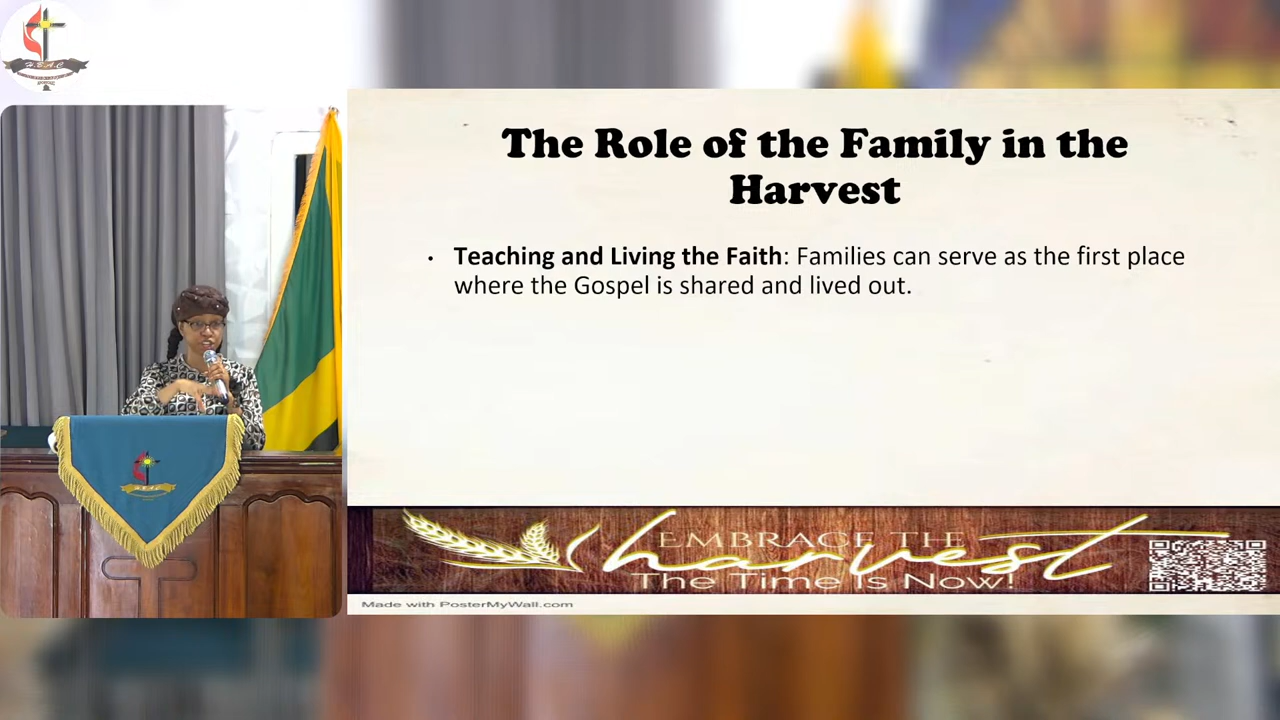 H.B.A.C
The Role of the Family in the
Harvest
• Teaching and Living the Faith: Families can serve as the first place
where the Gospel is shared and lived out.
EMBRACE THE
harvest
The Time Is Now!
Made with PosterMyWall.com